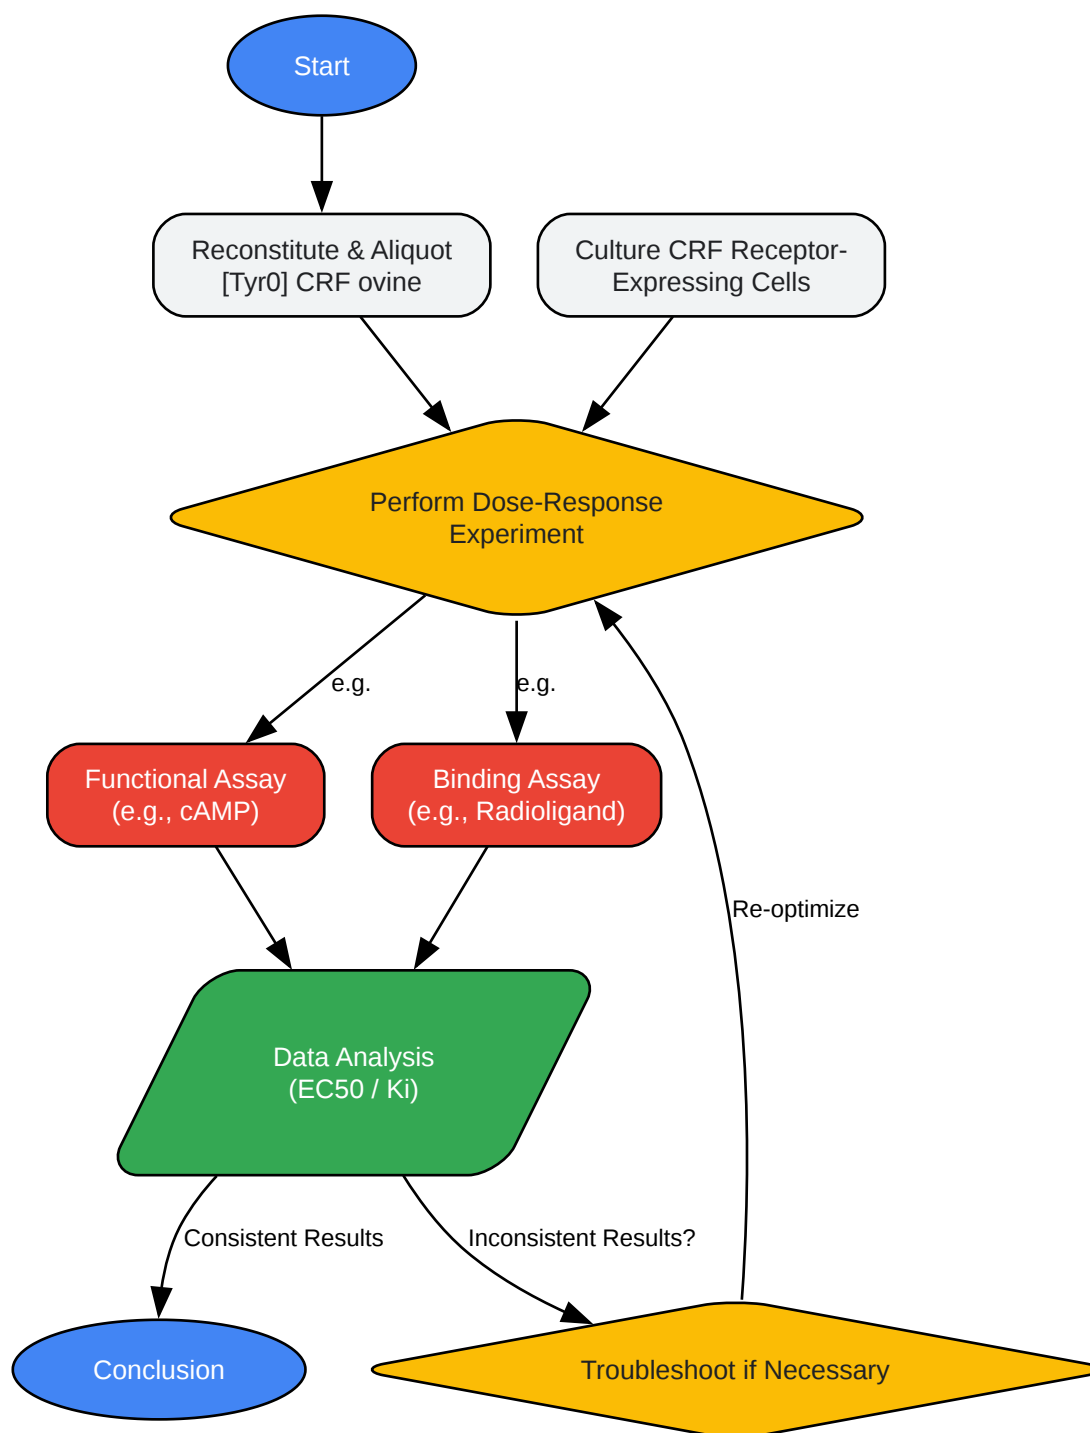 Start
Reconstitute & Aliquot
[Tyr0] CRF ovine
Culture CRF Receptor-
Expressing Cells
Perform Dose-Response
Experiment
e.g.
e.g.
Functional Assay
(e.g., cAMP)
Binding Assay
(e.g., Radioligand)
Re-optimize
Data Analysis
(EC50 / Ki)
Consistent Results
Inconsistent Results?
Conclusion
Troubleshoot if Necessary